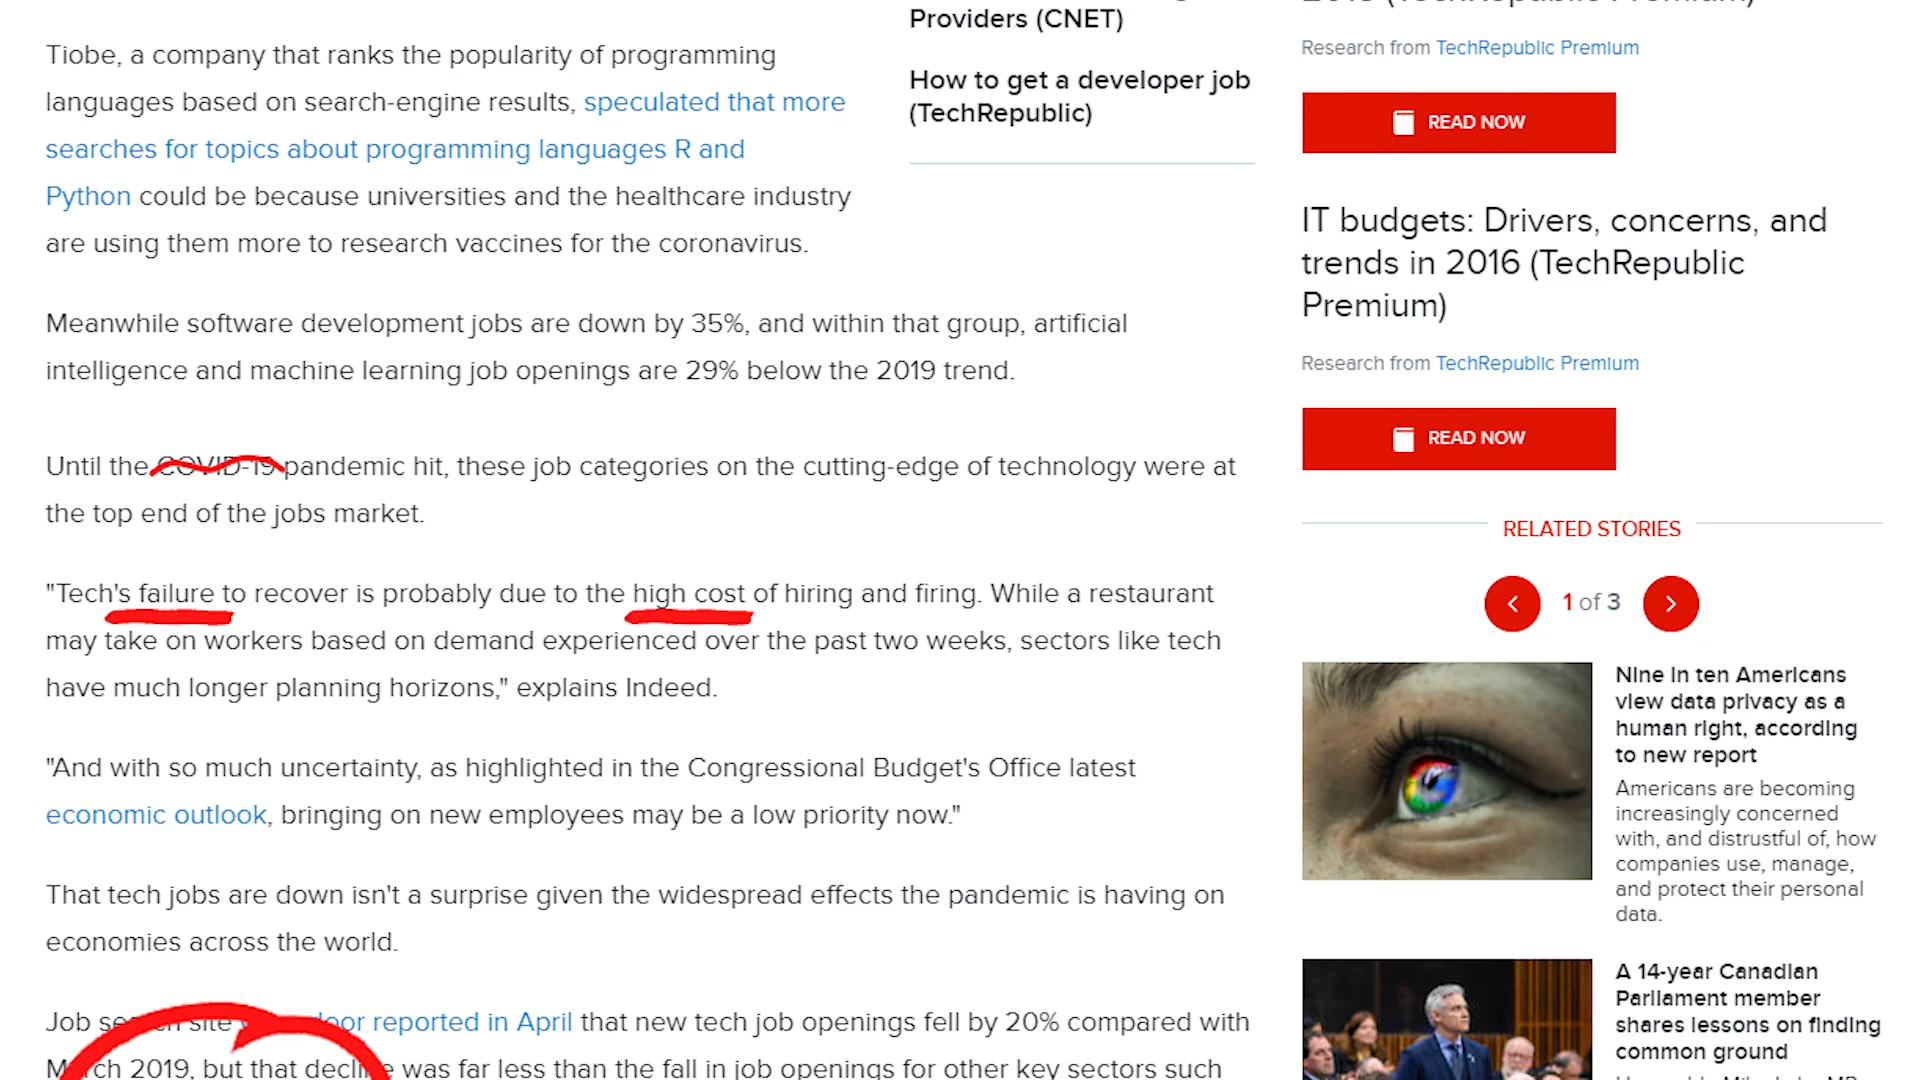 Tiobe, a company that ranks the popularity of programming
languages based on search-engine results, speculated that more
searches for topics about programming languages R and
Python could be because universities and the healthcare industry
are using them more to research vaccines for the coronavirus.
Meanwhile software development jobs are down by 35%, and within that group, artificial
intelligence and machine learning job openings are 29% below the 2019 trend.
Until the COVID-19 pandemic hit, these job categories on the cutting-edge of technology were at
the top end of the jobs market.
"Tech's failure to recover is probably due to the high cost of hiring and firing. While a restaurant
may take on workers based on demand experienced over the past two weeks, sectors like tech
have much longer planning horizons," explains Indeed.
"And with so much uncertainty, as highlighted in the Congressional Budget's Office latest
economic outlook, bringing on new employees may be a low priority now."
That tech jobs are down isn't a surprise given the widespread effects the pandemic is having on
economies across the world.
Job site reported in April that new tech job openings fell by 20% compared with
2019, but that decline was far less than the fall in job openings for other key sectors such
Providers (CNET)
How to get a developer job
(TechRepublic)
Research from TechRepublic Premium
READ NOW
IT budgets: Drivers, concerns, and
trends in 2016 (TechRepublic
Premium)
Research from TechRepublic Premium
READ NOW
RELATED STORIES
1 of 3
Nine in ten Americans
view data privacy as a
human right, according
to new report
Americans are becoming
increasingly concerned
with, and distrustful of, how
companies use, manage,
and protect their personal
data.
A 14-year Canadian
Parliament member
shares lessons on finding
common ground